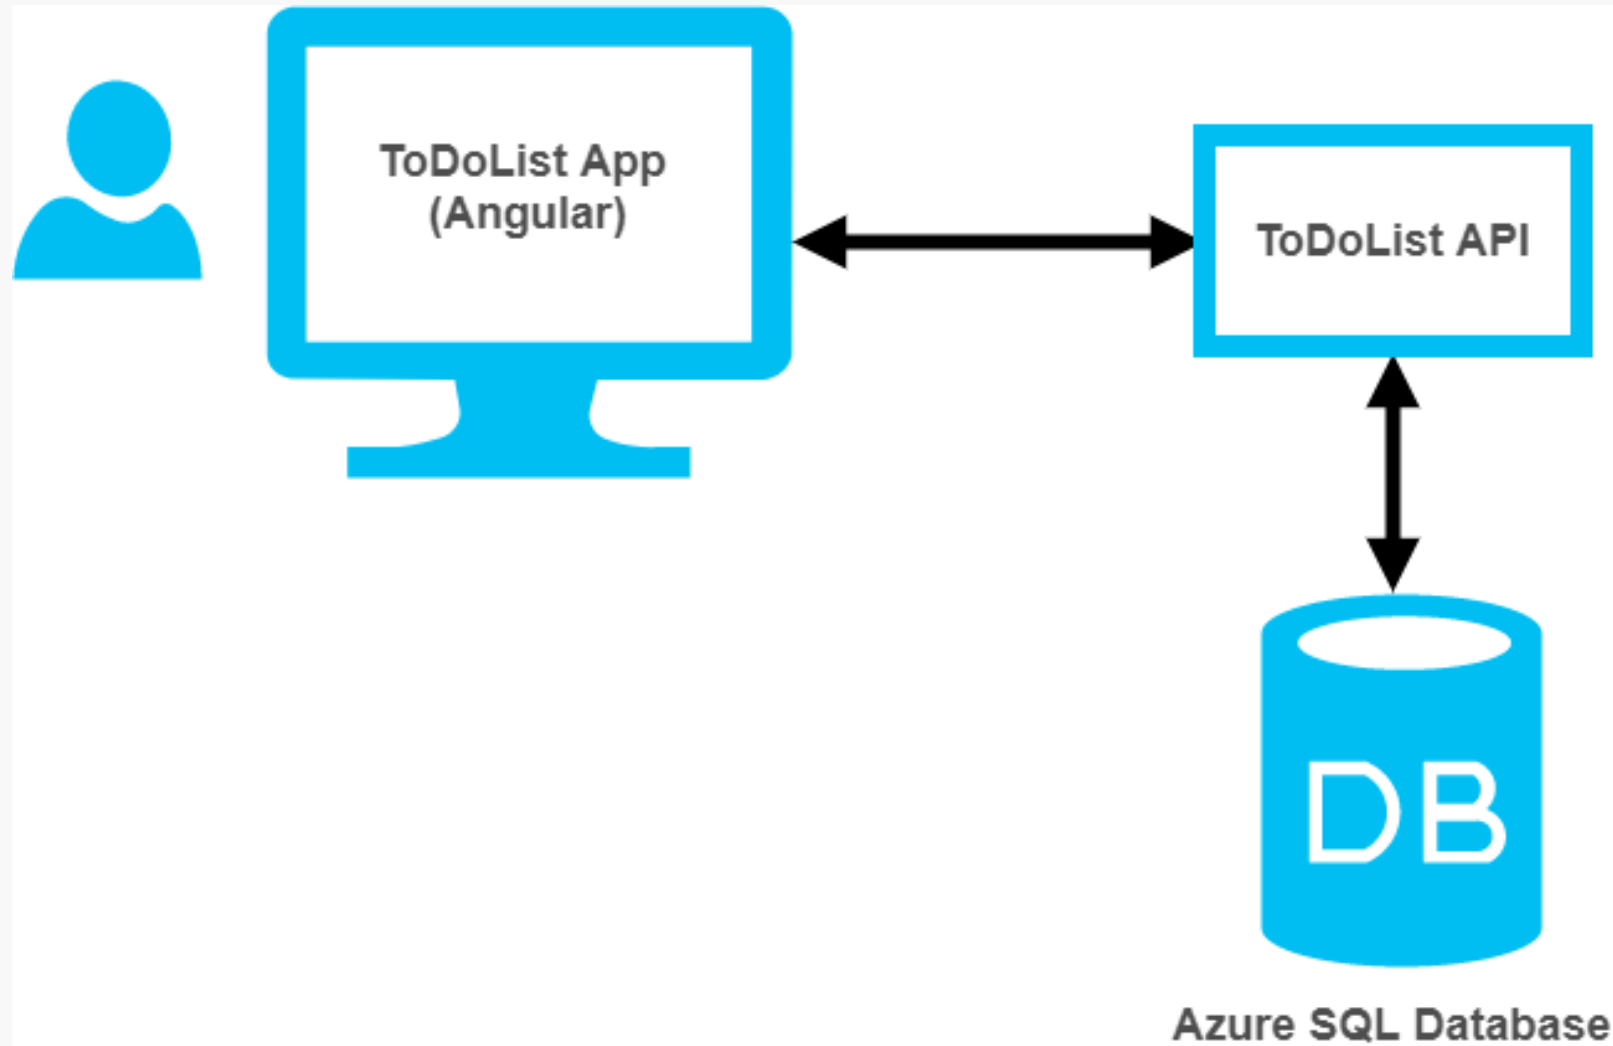 ToDoList App
(Angular)
ToDoList API
DB
Azure SQL Database